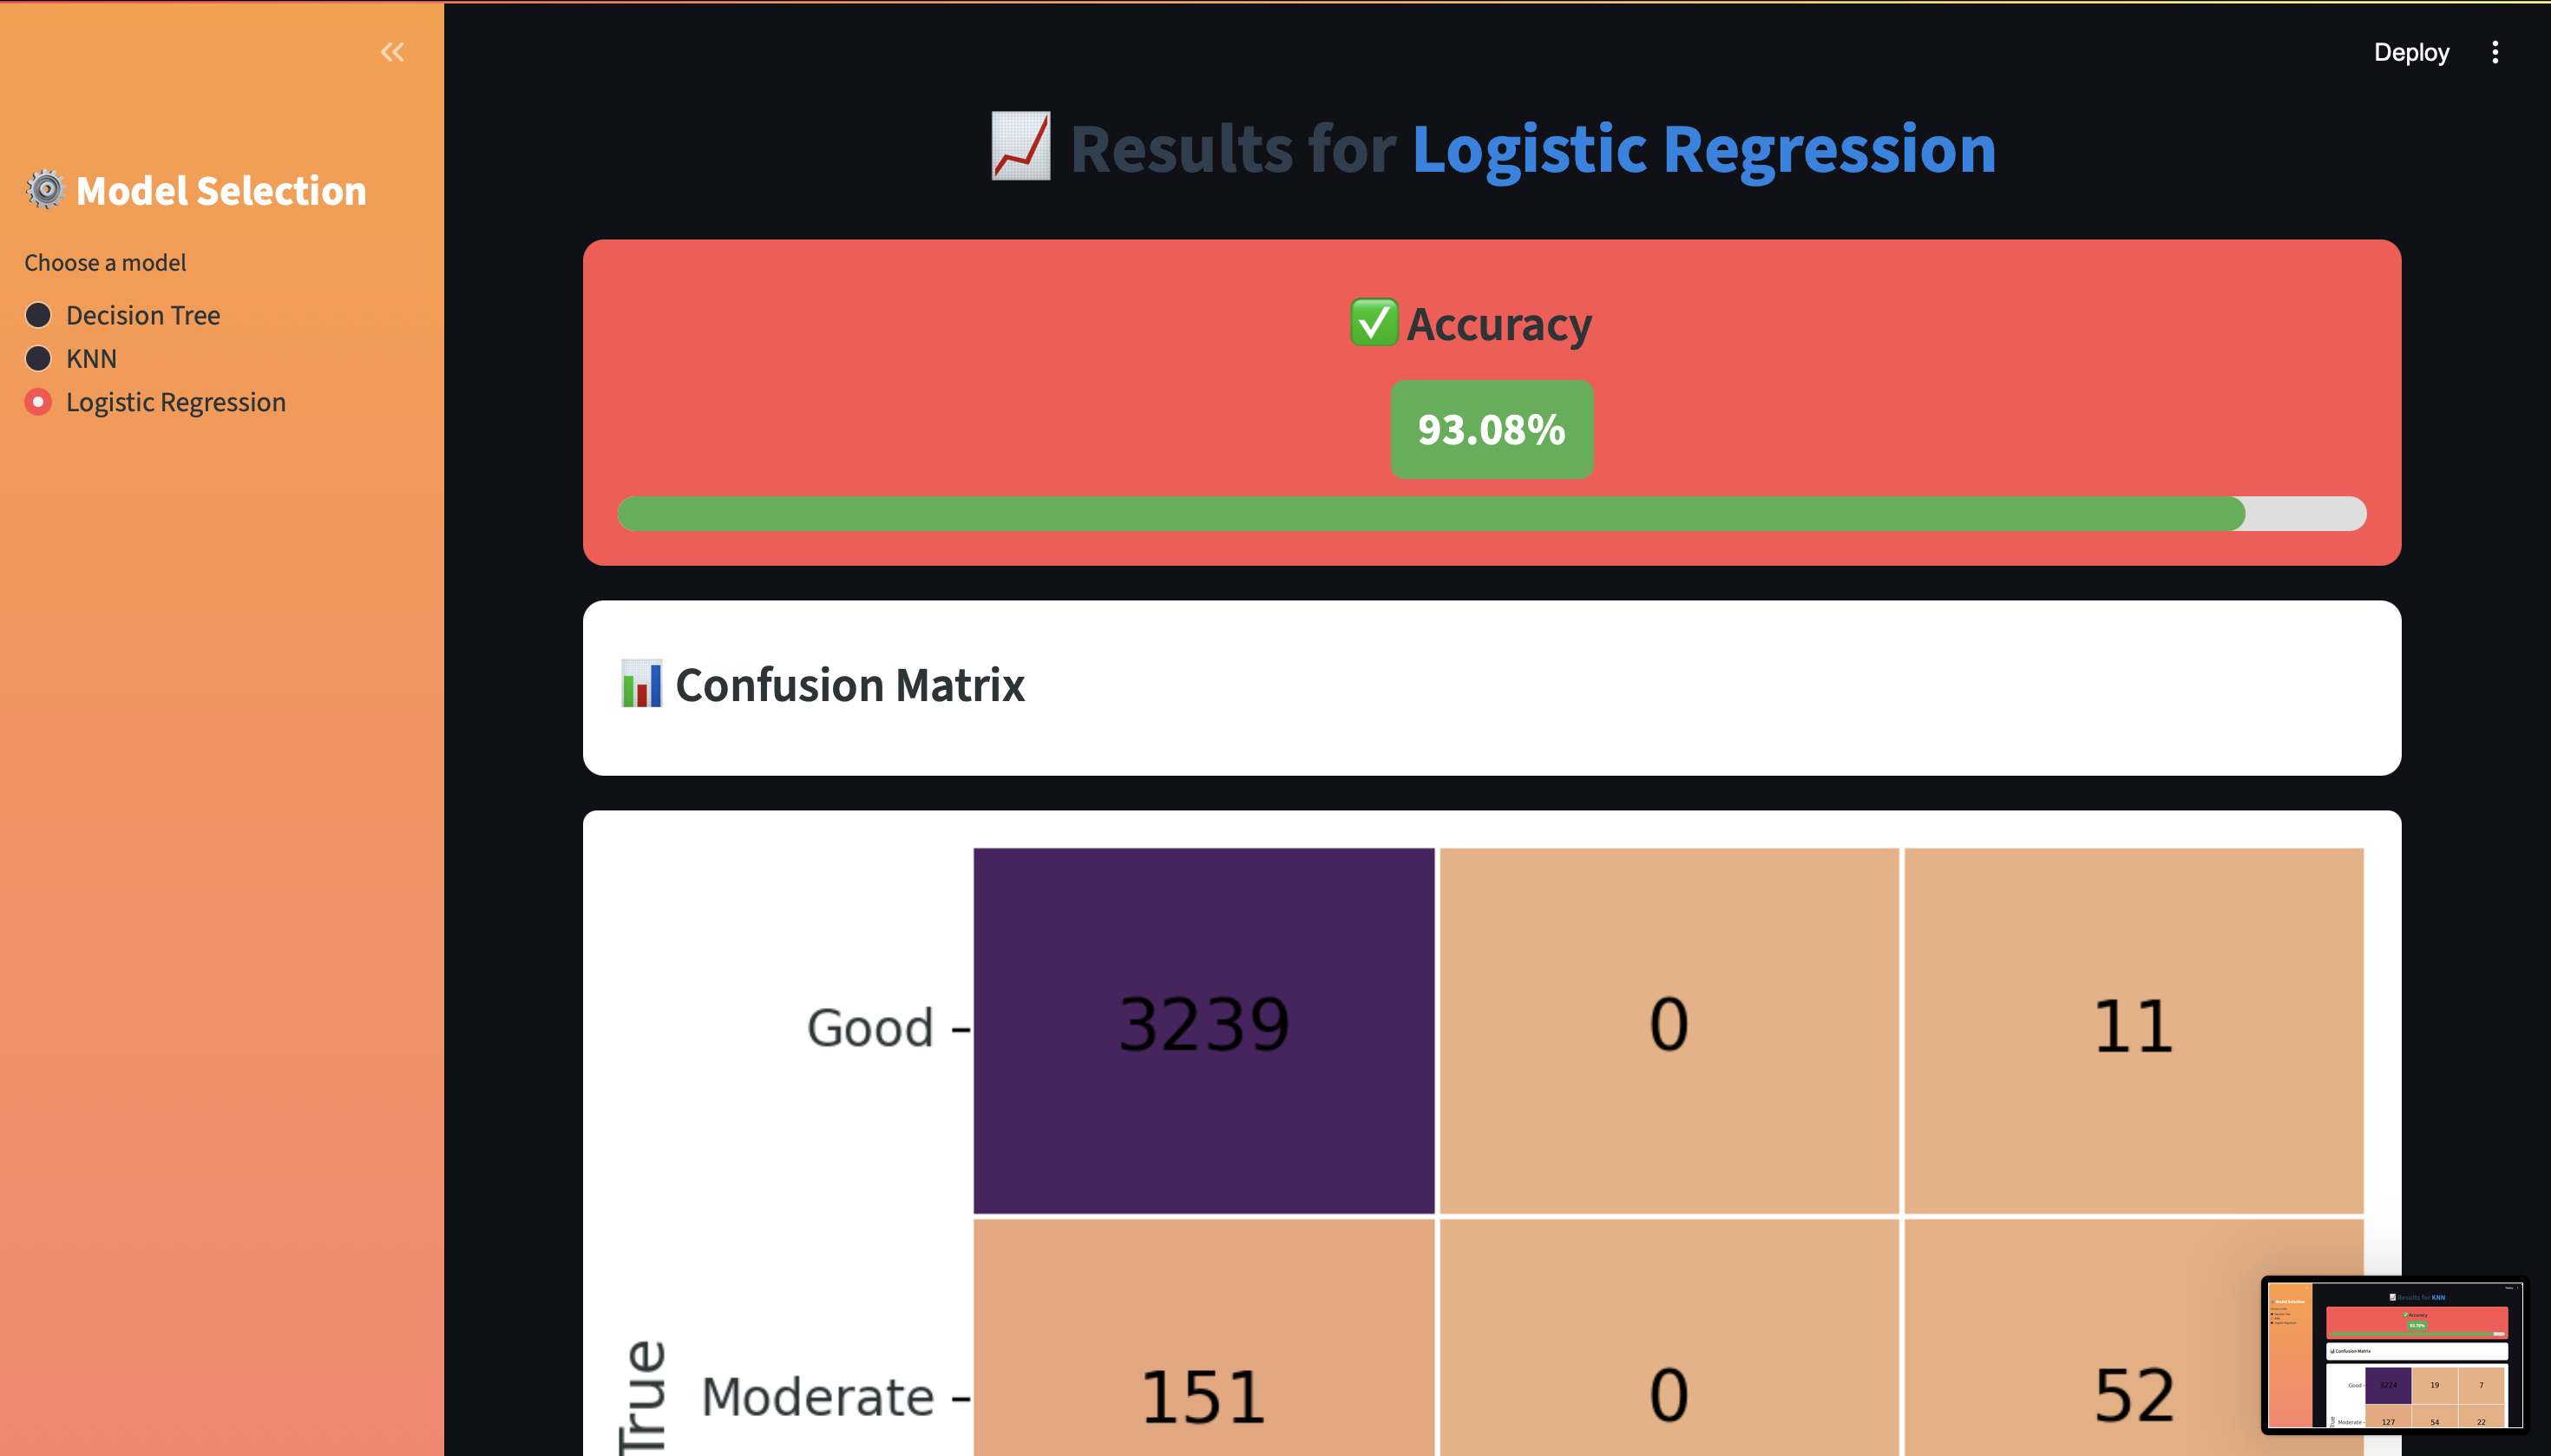 Deploy
Model Selection
Choose a model
Decision Tree
KNN
Logistic Regression
Results for Logistic Regression
Accuracy
93.08%
Confusion Matrix
Good
3239 0 11
Moderate
151 0 52
True
Results for KNN
Accuracy
Confusion Matrix
Good 3224 19 7
Moderate 127 54 22
True